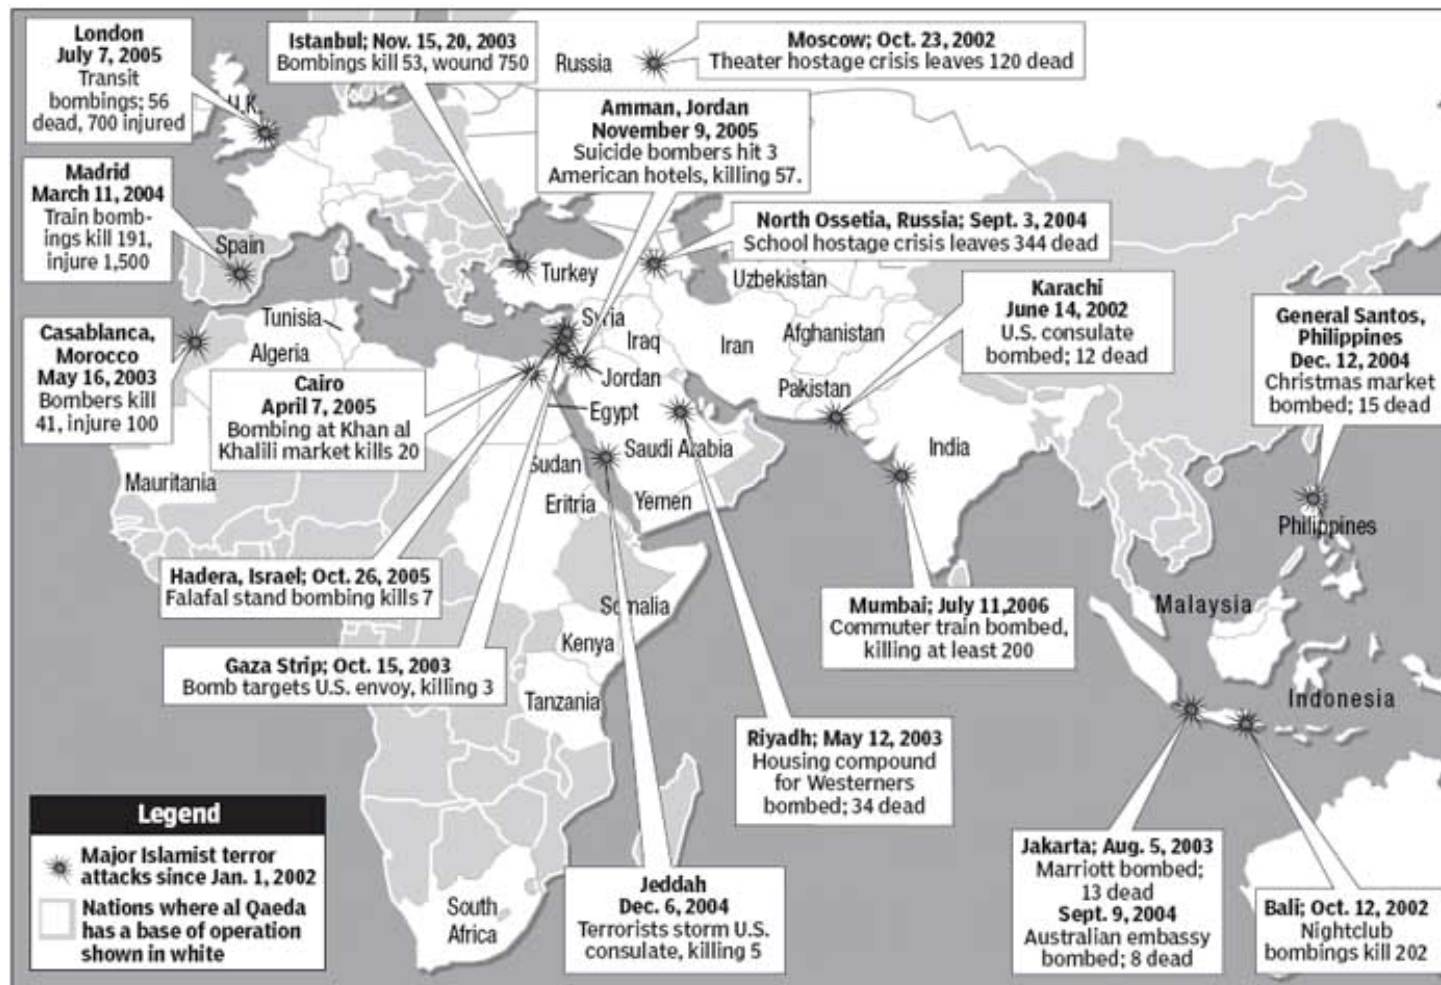 London
July 7, 2005
Transit
bombings; 56
dead, 700 injured
Istanbul; Nov. 15, 20, 2003
Bombings kill 53, wound 750
Russia
Moscow; Oct. 23, 2002
Theater hostage crisis leaves 120 dead
U.K.
Amman, Jordan
November 9, 2005
Suicide bombers hit 3
American hotels, killing 57.
Madrid
March 11, 2004
Train bomb-
ings kill 191,
injure 1,500
Spain
Turkey
North Ossetia, Russia; Sept. 3, 2004
School hostage crisis leaves 344 dead
Uzbekistan
Karachi
June 14, 2002
U.S. consulate
bombed; 12 dead
General Santos,
Philippines
Dec. 12, 2004
Christmas market
bombed; 15 dead
Casablanca,
Morocco
May 16, 2003
Bombers kill
41, injure 100
Tunisia
Algeria
Syria
Iraq
Iran
Afghanistan
Jordan
Pakistan
Cairo
April 7, 2005
Bombing at Khan al
Khalili market kills 20
Egypt
Saudi Arabia
India
Mauritania
Sudan
Eritria
Yemen
Philippines
Hadera, Israel; Oct. 26, 2005
Falafal stand bombing kills 7
Somalia
Kenya
Mumbai; July 11,2006
Commuter train bombed,
killing at least 200
Malaysia
Gaza Strip; Oct. 15, 2003
Bomb targets U.S. envoy, killing 3
Tanzania
Indonesia
Riyadh; May 12, 2003
Housing compound
for Westerners
bombed; 34 dead
Legend
Major Islamist terror
attacks since Jan. 1, 2002
Nations where al Qaeda
has a base of operation
shown in white
South
Africa
Jeddah
Dec. 6, 2004
Terrorists storm U.S.
consulate, killing 5
Jakarta; Aug. 5, 2003
Marriott bombed;
13 dead
Sept. 9, 2004
Australian embassy
bombed; 8 dead
Bali; Oct. 12, 2002
Nightclub
bombings kill 202